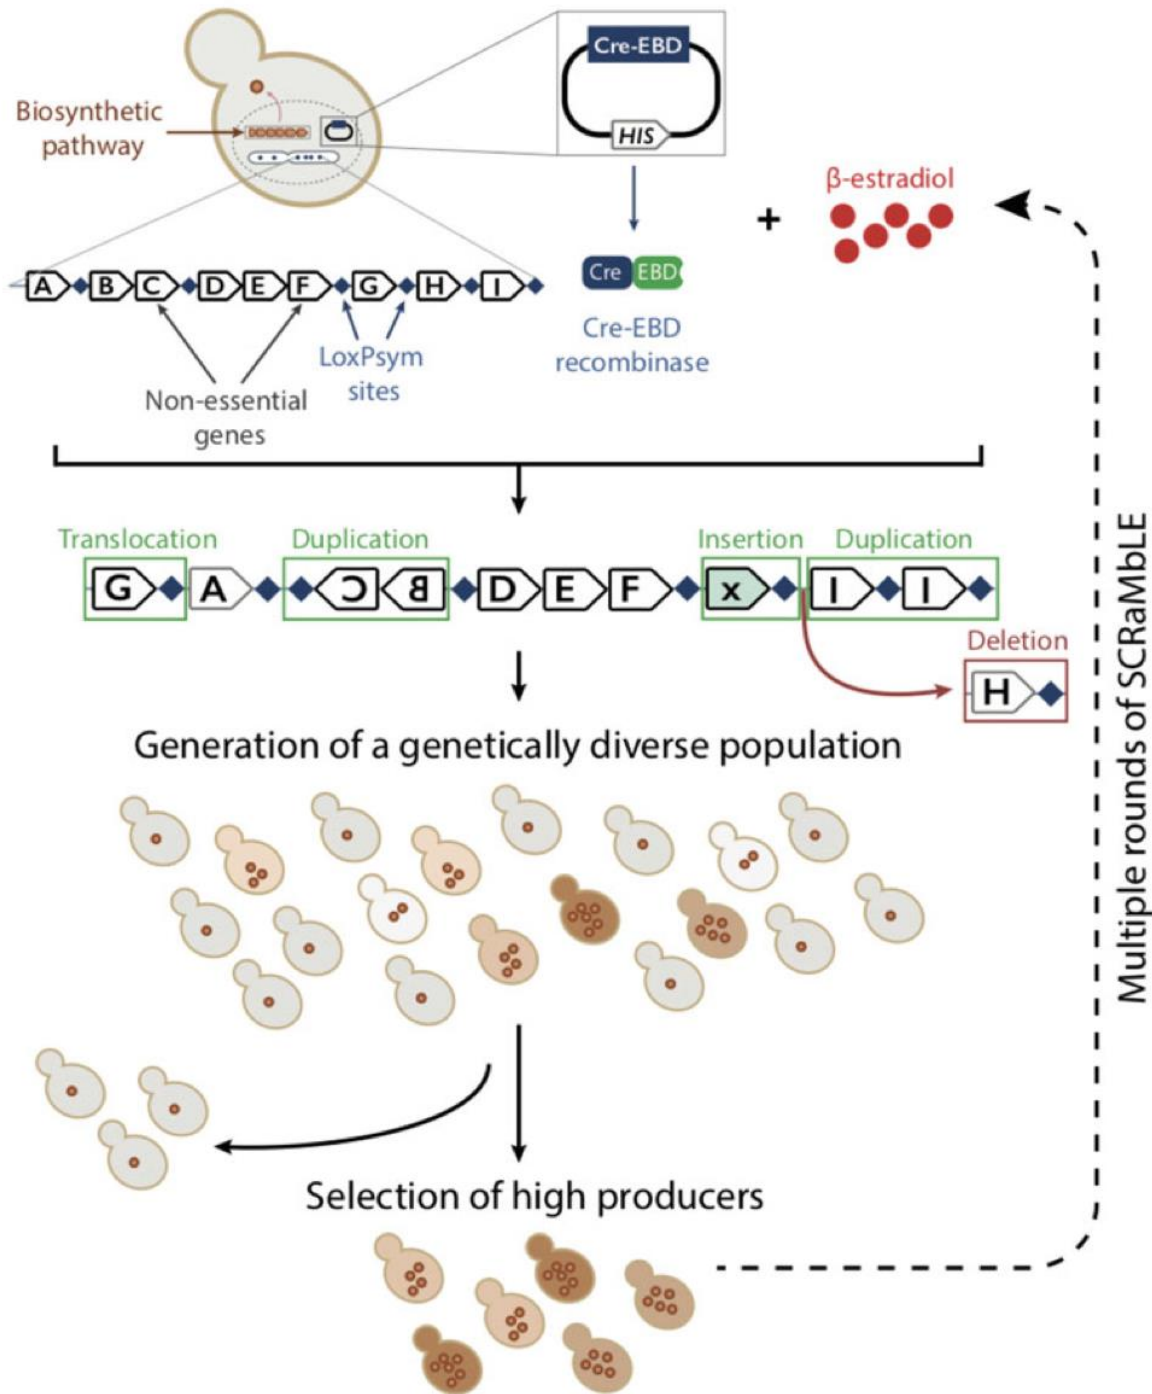 Cre-EBD
HIS
Biosynthetic
pathway
β-estradiol
+
Cre EBD
A B C D E F G H I
Cre-EBD
recombinase
LoxPsym
sites
Non-essential
genes
Translocation Duplication Insertion Duplication
G A C B D E F x I I
Deletion
H
Generation of a genetically diverse population
Selection of high producers
Multiple rounds of SCRaMbLE